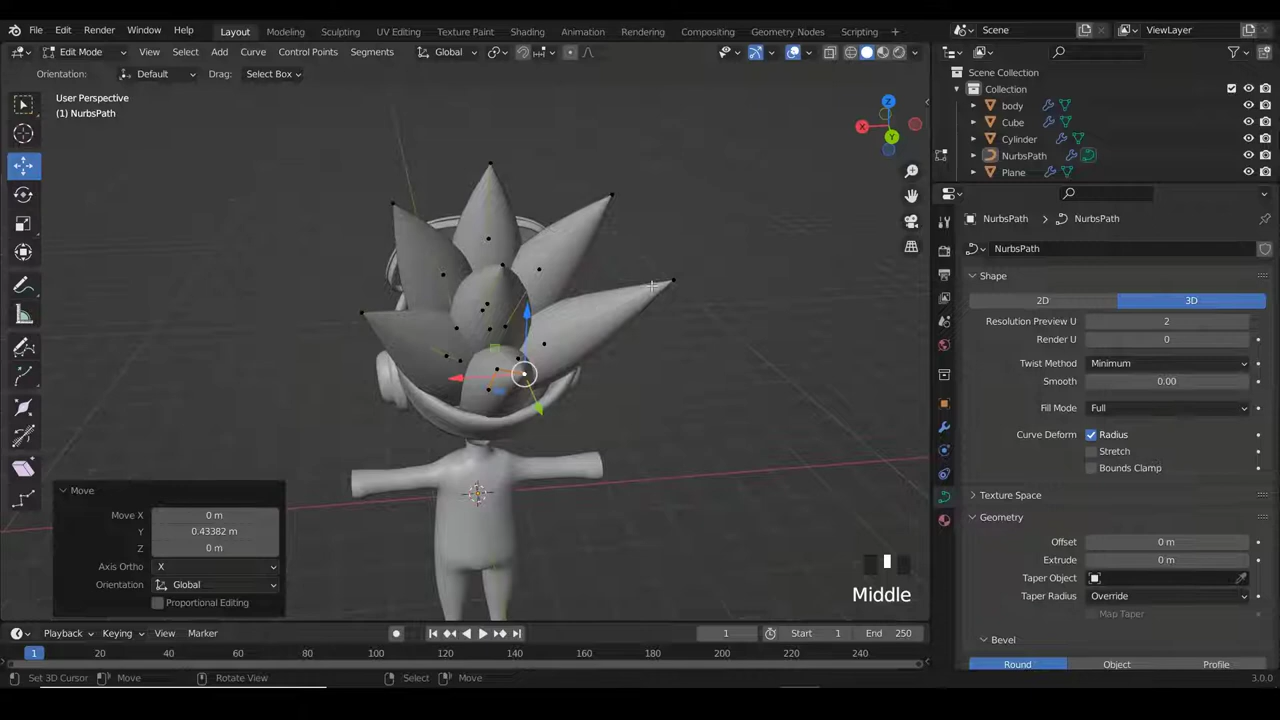 File Edit Render Window Help Layout Modeling Sculpting UV Editing Texture Paint Shading Animation Rendering Compositing Geometry Nodes Scripting + Scene ViewLayer
Edit Mode View Select Add Curve Control Points Segments Global
Orientation: Default Drag: Select Box
User Perspective
(1) NurbsPath
Z
X
Y
Scene Collection
Collection
body
Cube
Cylinder
NurbsPath
Plane
NurbsPath NurbsPath
NurbsPath
Shape
2D 3D
Resolution Preview U 2
Render U 0
Twist Method Minimum
Smooth 0.00
Fill Mode Full
Curve Deform Radius
Stretch
Bounds Clamp
Texture Space
Geometry
Offset 0 m
Extrude 0 m
Taper Object
Taper Radius Override
Map Taper
Bevel
Round Object Profile
Move
Move X 0 m
Y 0.43382 m
Z 0 m
Axis Ortho X
Orientation Global
Proportional Editing
Middle
Playback Keying View Marker 1 Start 1 End 250
0 20 40 60 80 100 120 140 160 180 200 220 240
Set 3D Cursor Move Rotate View Select Move 3.0.0